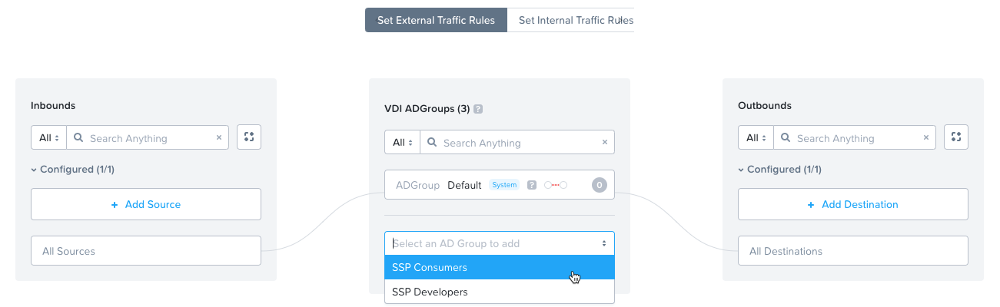 Set External Traffic Rules
Set Internal Traffic Rules
Inbounds
All
Search Anything
×
Configured (1/1)
+ Add Source
All Sources
VDI ADGroups (3) ?
All
Search Anything
×
ADGroup Default System ? 0
Select an AD Group to add
SSP Consumers
SSP Developers
Outbounds
All
Search Anything
×
Configured (1/1)
+ Add Destination
All Destinations